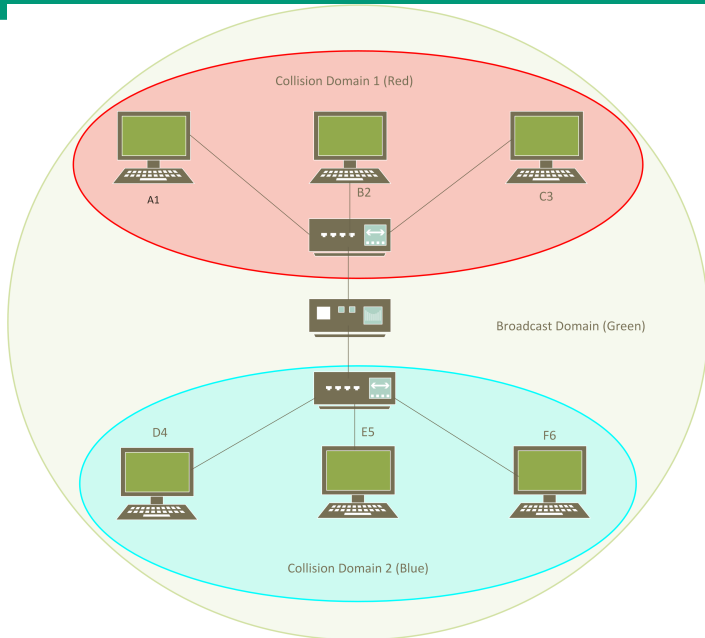 Collision Domain 1 (Red)
A1
B2
C3
Broadcast Domain (Green)
D4
E5
F6
Collision Domain 2 (Blue)